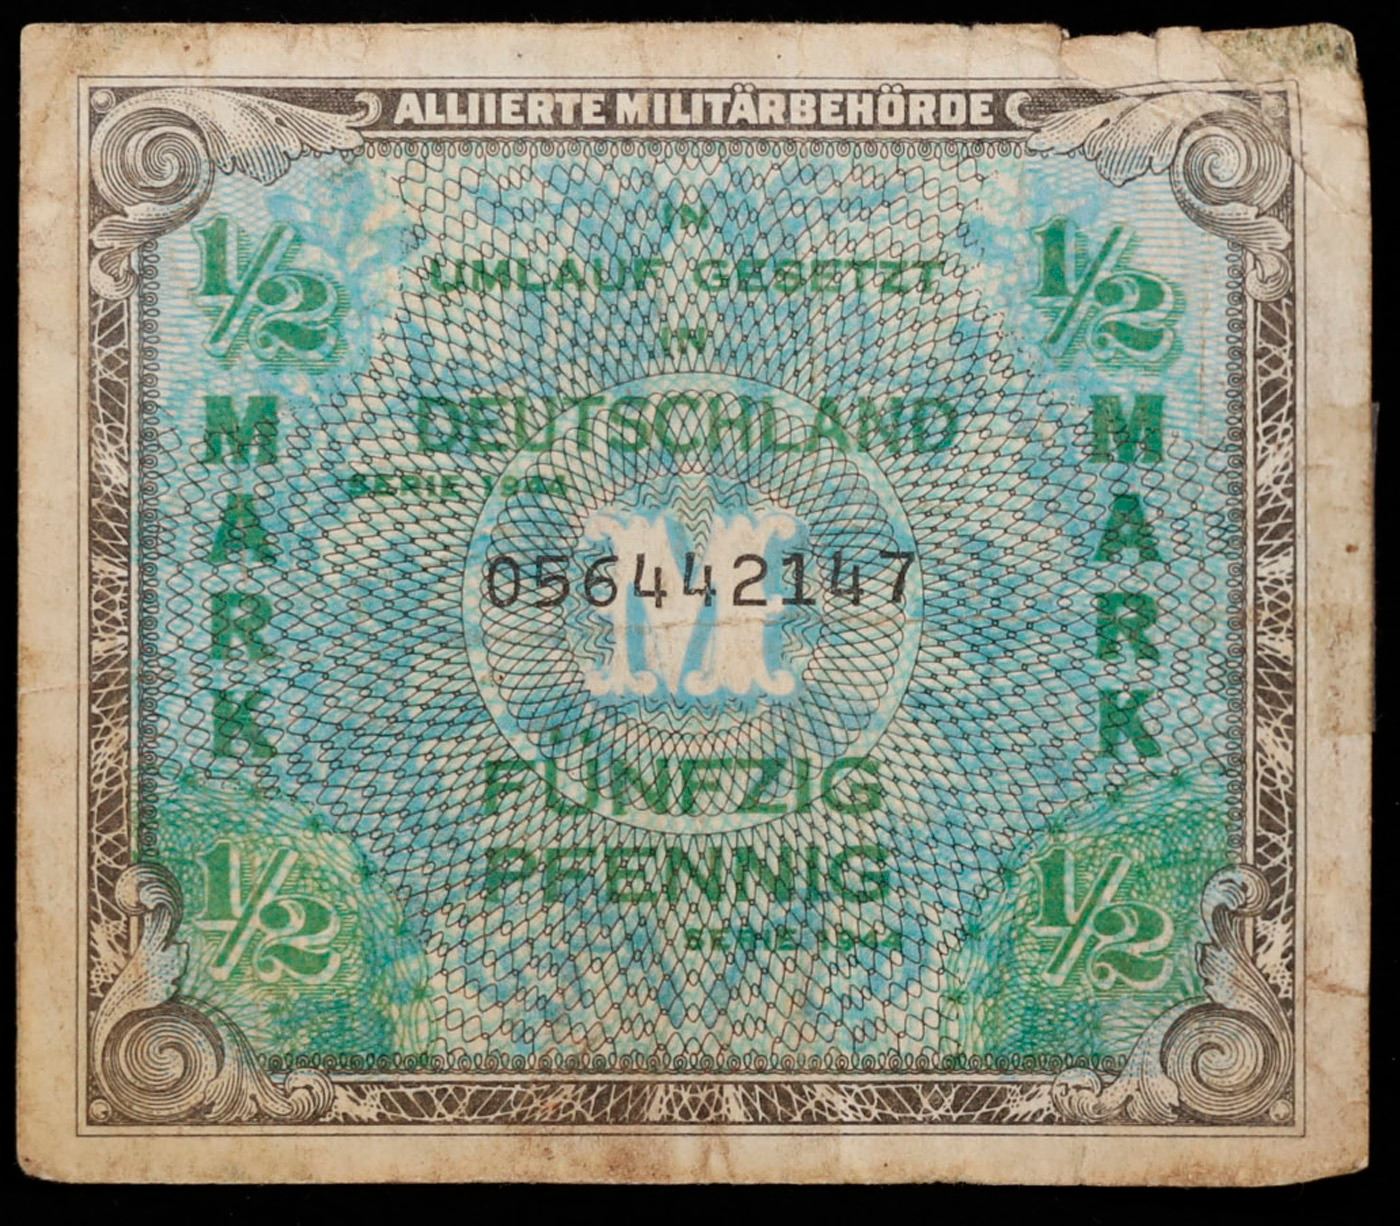 ALLIIERTE MILITÄRBEHÖRDE
1/2 MARK
IN
UMLAUF GESETZT
IN
DEUTSCHLAND
SERIE 1944
M
056442147
FÜNFZIG
PFENNIG
SERIE 1944
1/2
1/2 MARK
1/2